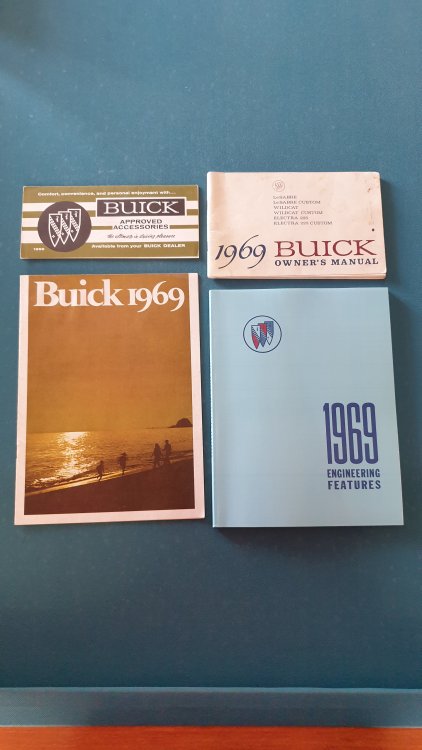 Comfort, convenience, and personal enjoyment with...
BUICK
APPROVED
ACCESSORIES
the ultimate in driving pleasure
1969
Available from your BUICK DEALER
LeSABRE
LeSABRE CUSTOM
WILDCAT
WILDCAT CUSTOM
ELECTRA 225
ELECTRA 225 CUSTOM
1969 BUICK
OWNER'S MANUAL
Buick 1969
1969
ENGINEERING
FEATURES